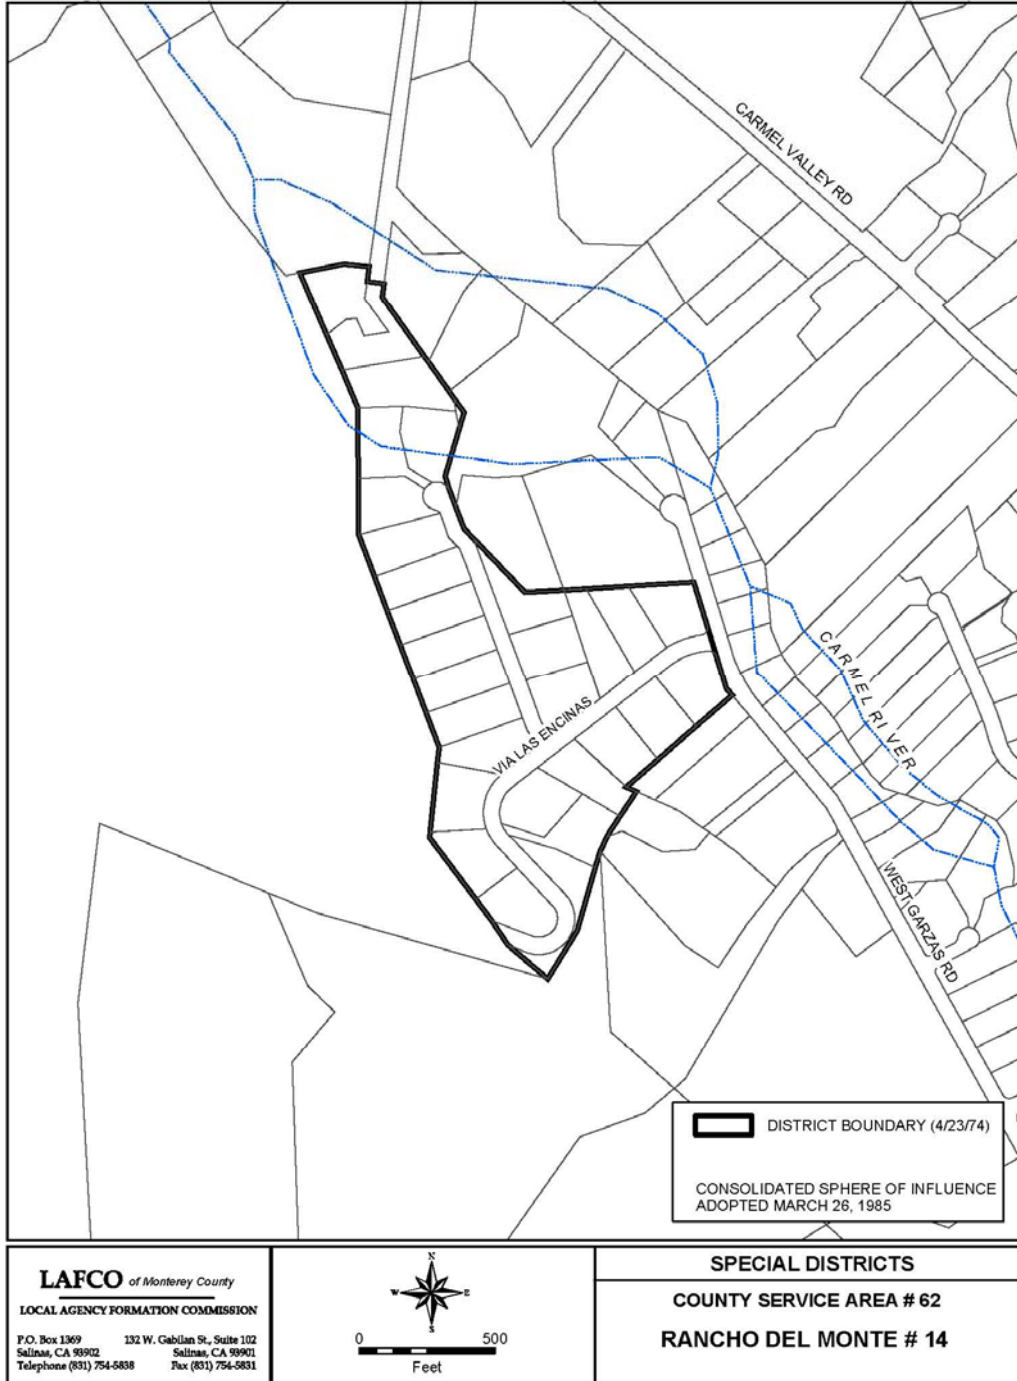 CARMEL VALLEY RD
CARMEL RIVER
VIA LAS ENCINAS
WEST GARZAS RD
DISTRICT BOUNDARY (4/23/74)
CONSOLIDATED SPHERE OF INFLUENCE
ADOPTED MARCH 26, 1985
LAFCO of Monterey County
LOCAL AGENCY FORMATION COMMISSION
P.O. Box 1369 132 W. Gabilan St., Suite 102
Salinas, CA 93902 Salinas, CA 93901
Telephone (831) 754-5838 Fax (831) 754-5831
N
W E
S
0 500
Feet
SPECIAL DISTRICTS
COUNTY SERVICE AREA # 62
RANCHO DEL MONTE # 14